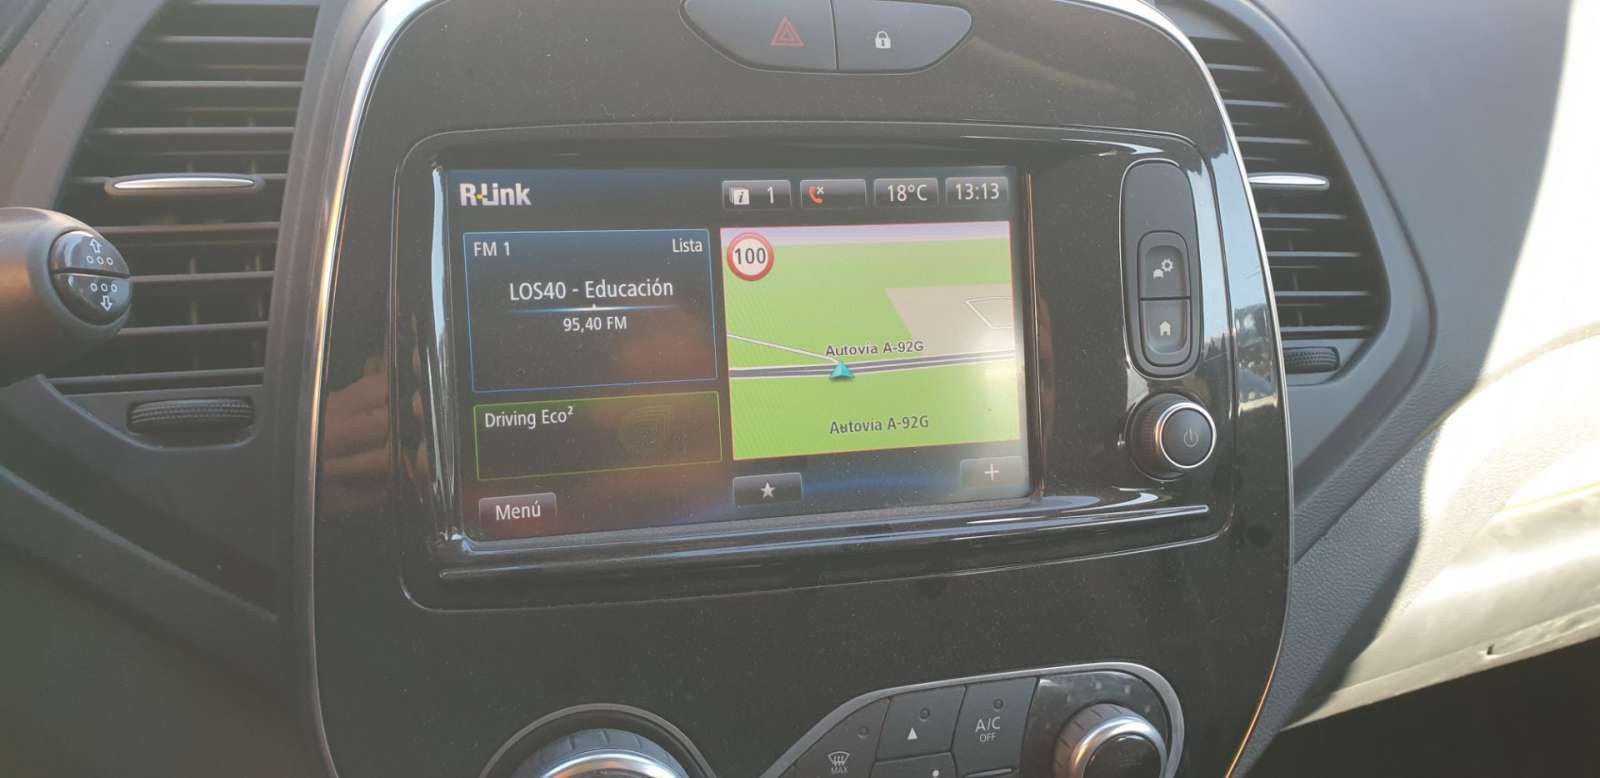 R-Link
i 1
18°C
13:13
FM 1
Lista
LOS40 - Educación
95,40 FM
100
Autovia A-92G
Autovia A-92G
Driving Eco²
Menú
+
A/C
OFF
MAX